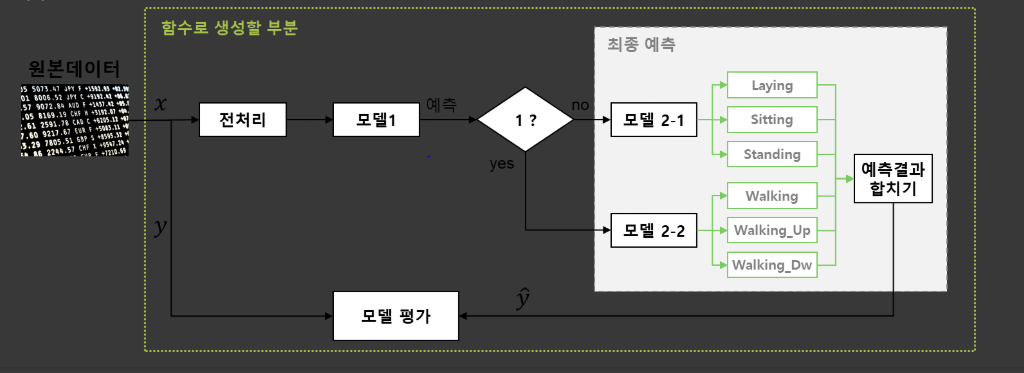 함수로 생성할 부분
최종 예측
원본데이터
x
전처리
모델1
예측
1 ?
no
yes
모델 2-1
Laying
Sitting
Standing
모델 2-2
Walking
Walking_Up
Walking_Dw
예측결과
합치기
y
모델 평가
ŷ